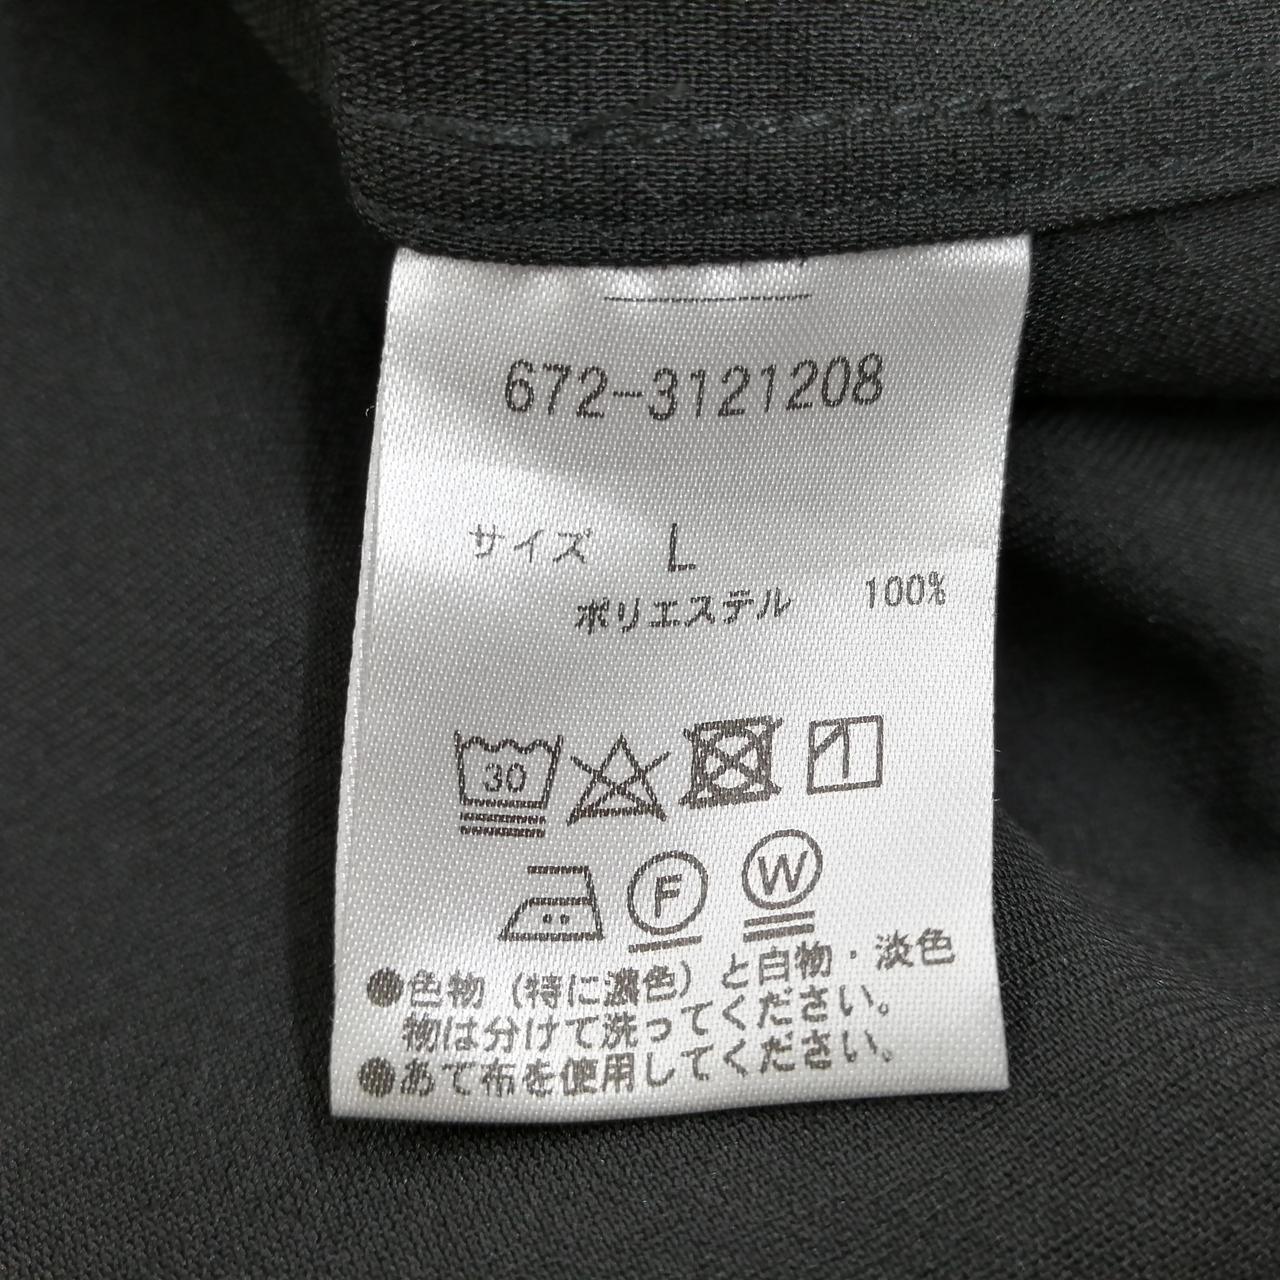 672-3121208
サイズ L
ポリエステル 100%
30
F
W
●色物（特に濃色）と白物・淡色
物は分けて洗ってください。
●あて布を使用してください。